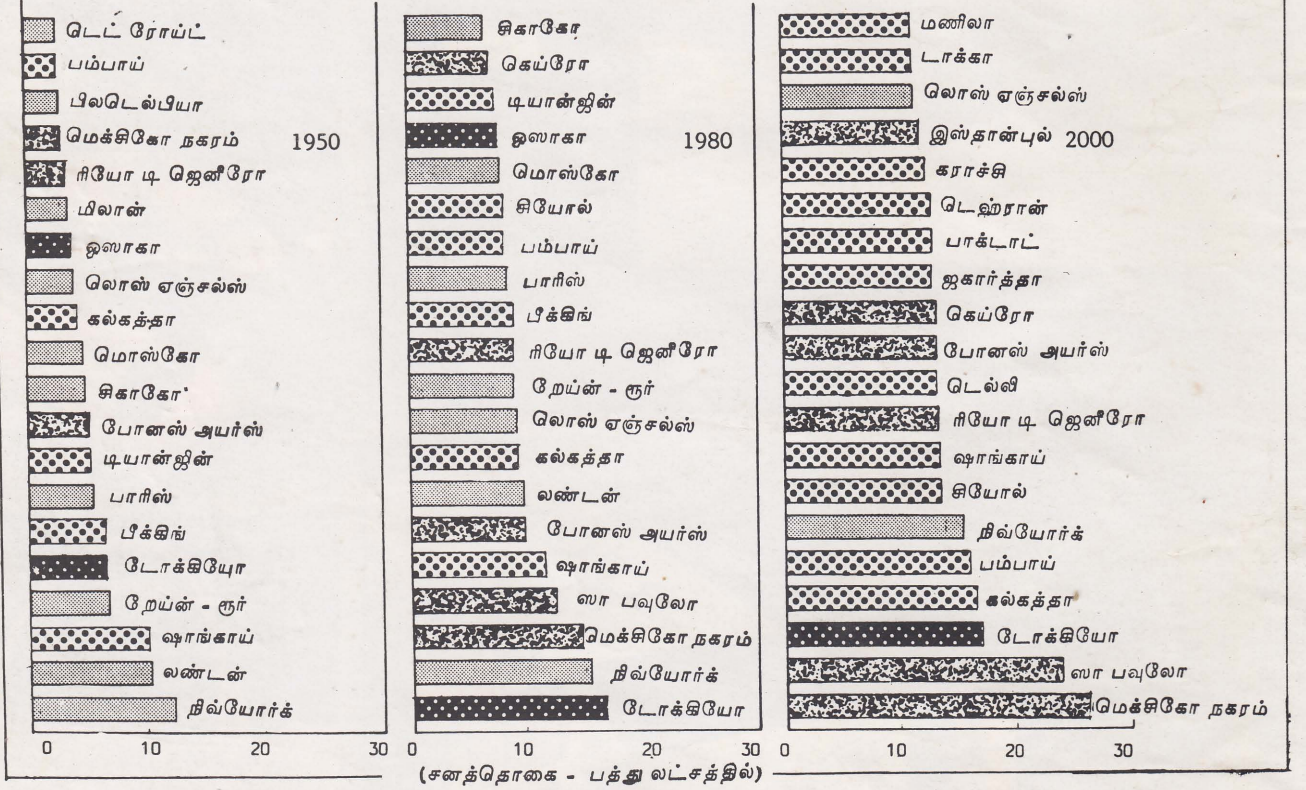 டெட் ரோய்ட்
பம்பாய்
பிலடெல்பியா
மெக்சிகோ நகரம்
1950
ரியோ டி ஜெனீரோ
மிலான்
ஒஸாகா
லொஸ் ஏஞ்சல்ஸ்
கல்கத்தா
மொஸ்கோ
சிகாகோ
போனஸ் அயர்ஸ்
டியான்ஜின்
பாரிஸ்
பீக்கிங்
டோக்கியோ
றேய்ன் - ரூர்
ஷாங்காய்
லண்டன்
நிவ்யோர்க்
0 10 20 30
சிகாகோ
கெய்ரோ
டியான்ஜின்
ஒஸாகா
1980
மொஸ்கோ
சியோல்
பம்பாய்
பாரிஸ்
பீக்கிங்
ரியோ டி ஜெனீரோ
றேய்ன் - ரூர்
லொஸ் ஏஞ்சல்ஸ்
கல்கத்தா
லண்டன்
போனஸ் அயர்ஸ்
ஷாங்காய்
ஸா பவுலோ
மெக்சிகோ நகரம்
நிவ்யோர்க்
டோக்கியோ
0 10 20 30
மணிலா
டாக்கா
லொஸ் ஏஞ்சல்ஸ்
இஸ்தான்புல்
2000
கராச்சி
டெஹ்ரான்
பாக்டாட்
ஜகார்த்தா
கெய்ரோ
போனஸ் அயர்ஸ்
டெல்லி
ரியோ டி ஜெனீரோ
ஷாங்காய்
சியோல்
நிவ்யோர்க்
பம்பாய்
கல்கத்தா
டோக்கியோ
ஸா பவுலோ
மெக்சிகோ நகரம்
0 10 20 30
(சனத்தொகை - பத்து லட்சத்தில்)